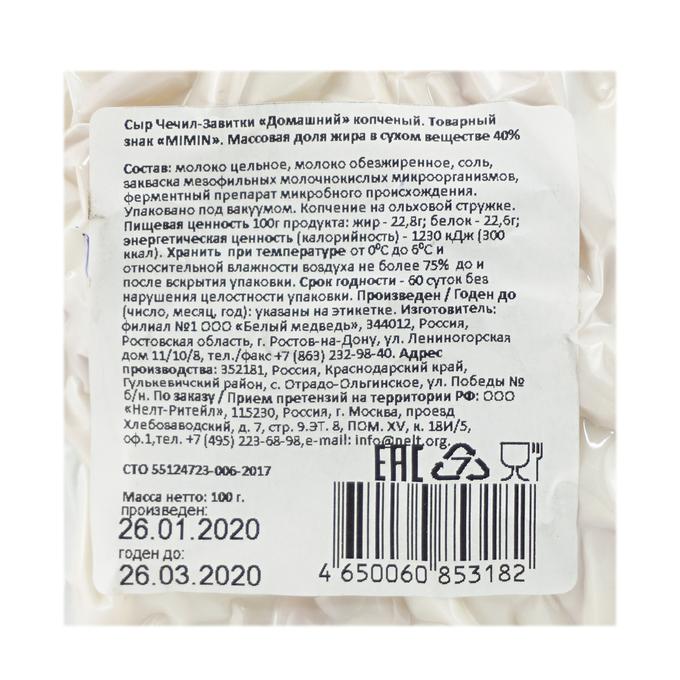 Сыр Чечил-Завитки «Домашний» копченый. Товарный
знак «MIMIN». Массовая доля жира в сухом веществе 40%
Состав: молоко цельное, молоко обезжиренное, соль,
закваска мезофильных молочнокислых микроорганизмов,
ферментный препарат микробного происхождения.
Упаковано под вакуумом. Копчение на ольховой стружке.
Пищевая ценность 100г продукта: жир - 22,8г; белок - 22,6г;
энергетическая ценность (калорийность) - 1230 кДж (300
ккал). Хранить при температуре от 0⁰С до 6⁰С и
относительной влажности воздуха не более 75% до и
после вскрытия упаковки. Срок годности - 60 суток без
нарушения целостности упаковки. Произведен / Годен до
(число, месяц, год): указаны на этикетке. Изготовитель:
филиал №1 ООО «Белый медведь», 344012, Россия,
Ростовская область, г. Ростов-на-Дону, ул. Лениногорская
дом 11/10/8, тел./факс +7 (863) 232-98-40. Адрес
производства: 352181, Россия, Краснодарский край,
Гулькевичский район, с. Отрадо-Ольгинское, ул. Победы №
б/н. По заказу / Прием претензий на территории РФ: ООО
«Нелт-Ритейл», 115230, Россия, г. Москва, проезд
Хлебозаводский, д. 7, стр. 9.ЭТ. 8, ПОМ. XV, к. 18И/5,
оф.1,тел. +7 (495) 223-68-98,e-mail: info@nelt.org.
ЕАС 7
СТО 55124723-006-2017
Масса нетто: 100 г.
произведен:
26.01.2020
годен до:
26.03.2020
4 650060 853182